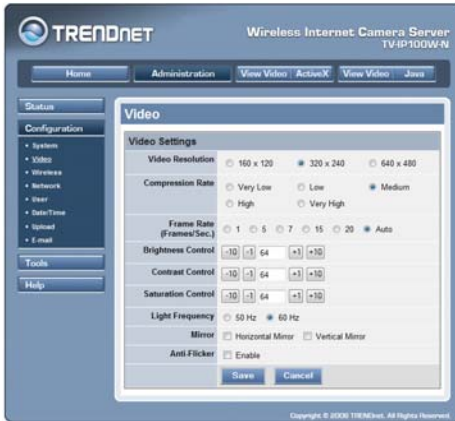 TRENDNET
Wireless Internet Camera Server
TV-IP100W-N
Home Administration View Video ActiveX View Video Java
Status
Configuration
• System
• Video
• Wireless
• Network
• User
• Date/Time
• Upload
• E-mail
Tools
Help
Video
Video Settings
Video Resolution 160 x 120 320 x 240 640 x 480
Compression Rate Very Low Low Medium
High Very High
Frame Rate (Frames/Sec.) 1 5 7 15 20 Auto
Brightness Control -10 -1 64 +1 +10
Contrast Control -10 -1 64 +1 +10
Saturation Control -10 -1 64 +1 +10
Light Frequency 50 Hz 60 Hz
Mirror Horizontal Mirror Vertical Mirror
Anti-Flicker Enable
Save Cancel
Copyright © 2006 TRENDnet. All Rights Reserved.